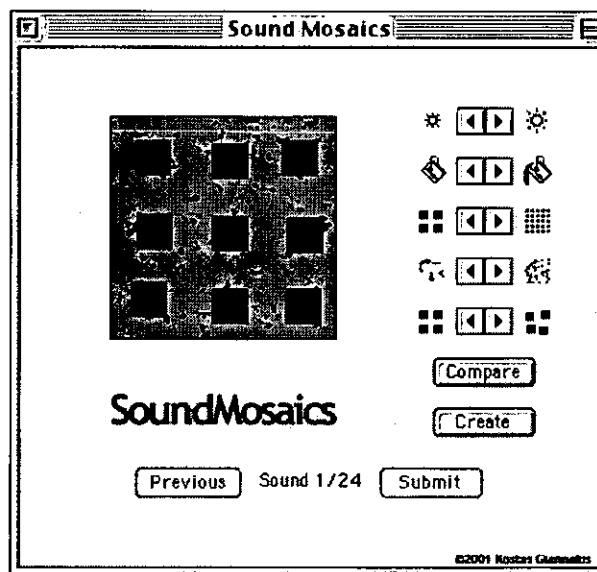 Sound Mosaics
Compare
SoundMosaics
Create
Previous
Sound 1/24
Submit
©2001 Kostas Giannakis